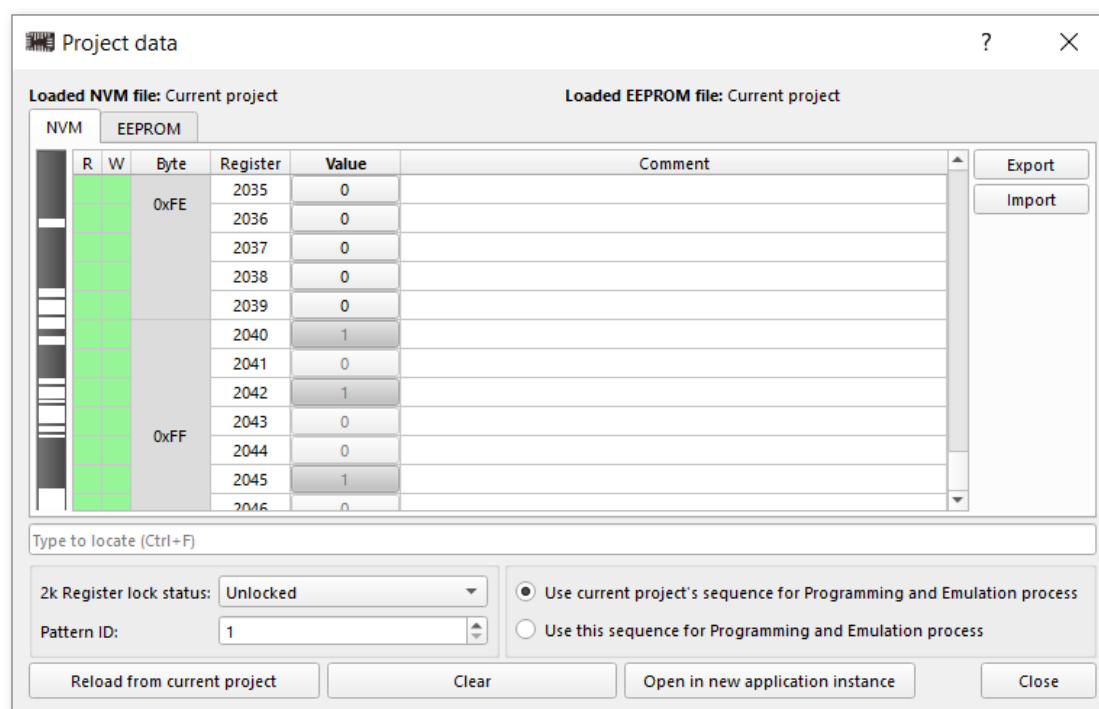 Project data ?
Loaded NVM file: Current project Loaded EEPROM file: Current project
NVM EEPROM
R W Byte Register Value Comment
Export
Import
0xFE
2035 0
2036 0
2037 0
2038 0
2039 0
0xFF
2040 1
2041 0
2042 1
2043 0
2044 0
2045 1
2046 0
Type to locate (Ctrl+F)
2k Register lock status: Unlocked
Pattern ID: 1
Use current project's sequence for Programming and Emulation process
Use this sequence for Programming and Emulation process
Reload from current project Clear Open in new application instance Close